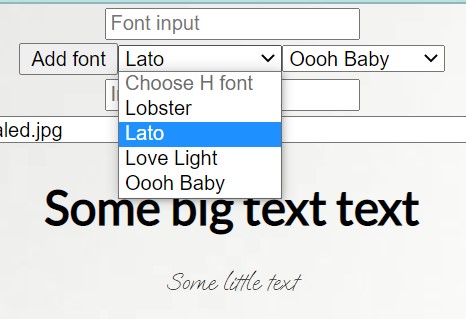 Font input
Add font Lato Oooh Baby
Choose H font
Lobster
Lato
Love Light
Oooh Baby
aled.jpg
Some big text text
Some little text